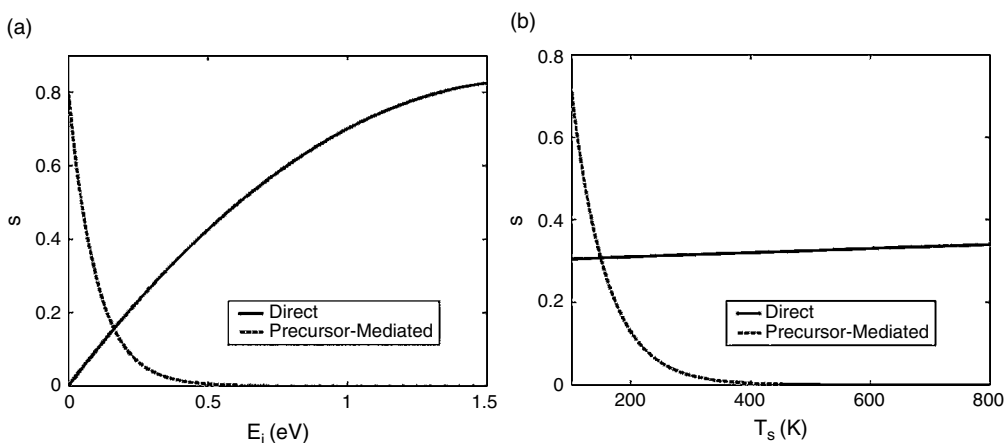 (a)
0.8
0.6
0.4
0.2
0
s
0
0.5
1
1.5
E_i (eV)
Direct
Precursor-Mediated
(b)
0.8
0.6
0.4
0.2
0
s
200
400
600
800
T_s (K)
Direct
Precursor-Mediated